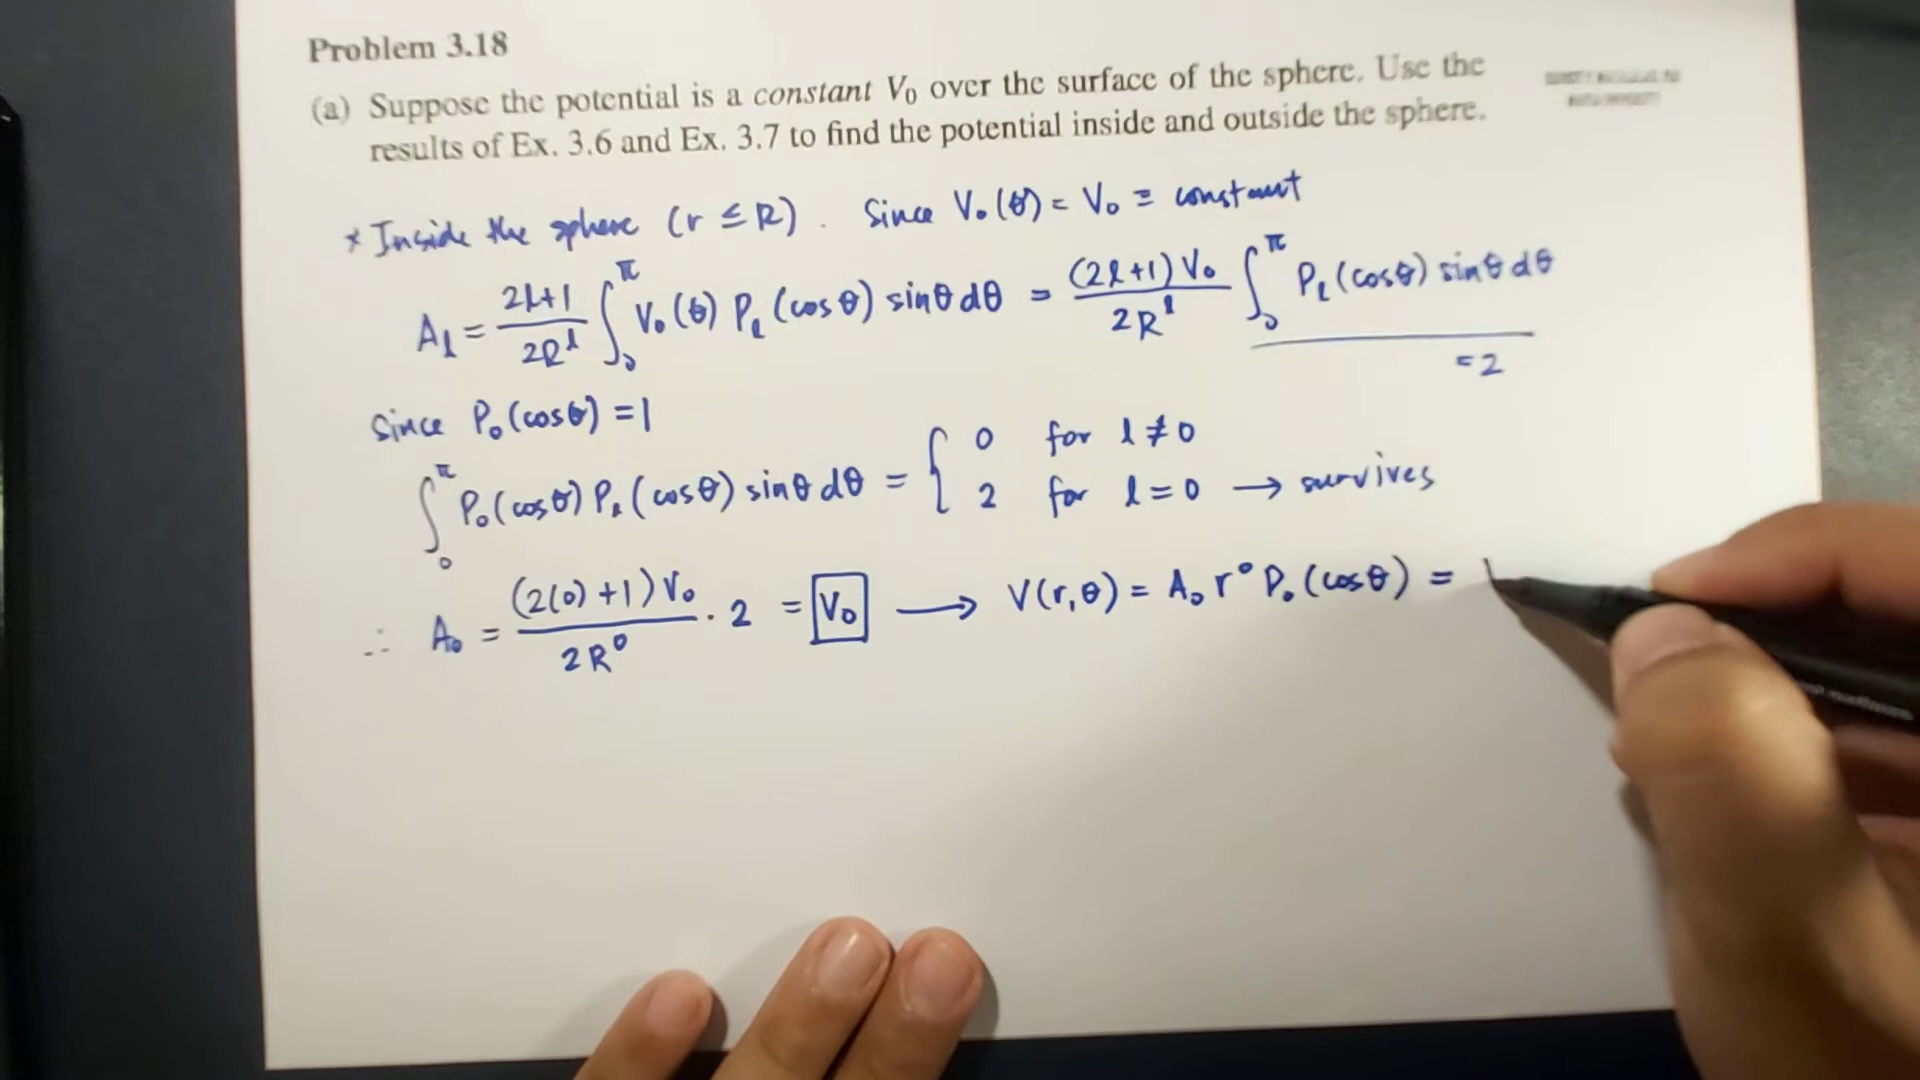 Problem 3.18
(a) Suppose the potential is a constant V₀ over the surface of the sphere. Use the
results of Ex. 3.6 and Ex. 3.7 to find the potential inside and outside the sphere.
* Inside the sphere (r ≤ R). Since V₀(θ) = V₀ ≡ constant
A_l = (2l+1)/(2R^l) ∫₀^π V₀(θ) P_l (cosθ) sinθ dθ = ((2l+1) V₀)/(2R^l) ∫₀^π P_l (cosθ) sinθ dθ
= 2
Since P₀(cosθ) = 1
∫₀^π P₀(cosθ) P_l (cosθ) sinθ dθ = { 0 for l ≠ 0
2 for l = 0 → survives
∴ A₀ = ((2(0)+1) V₀)/(2R⁰) · 2 = V₀ → V(r,θ) = A₀ r⁰ P₀ (cosθ) =